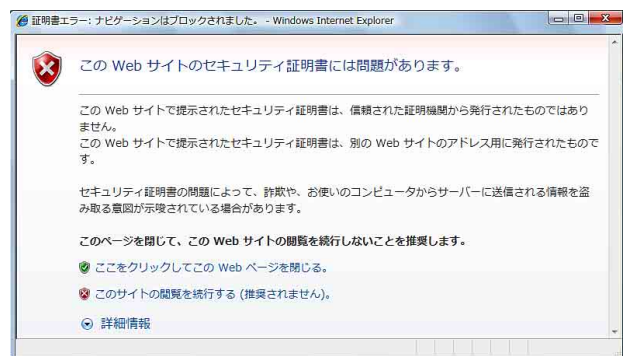 証明書エラー: ナビゲーションはブロックされました。 - Windows Internet Explorer
この Web サイトのセキュリティ証明書には問題があります。
この Web サイトで提示されたセキュリティ証明書は、信頼された証明機関から発行されたものではあり
ません。
この Web サイトで提示されたセキュリティ証明書は、別の Web サイトのアドレス用に発行されたもので
す。
セキュリティ証明書の問題によって、詐欺や、お使いのコンピュータからサーバーに送信される情報を盗
み取る意図が示唆されている場合があります。
このページを閉じて、この Web サイトの閲覧を続行しないことを推奨します。
ここをクリックしてこの Web ページを閉じる。
このサイトの閲覧を続行する (推奨されません)。
詳細情報